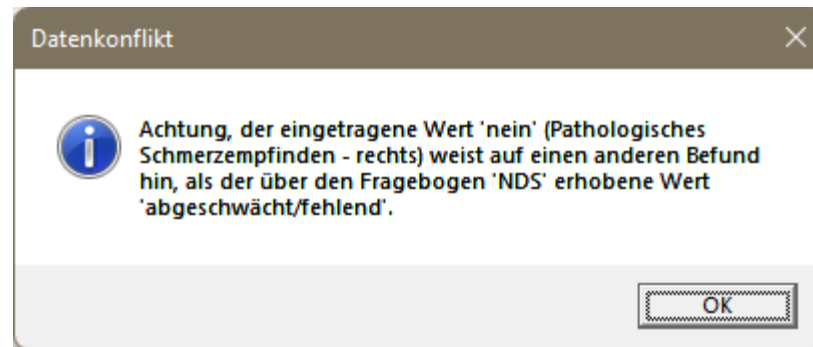 Datenkonflikt
Achtung, der eingetragene Wert 'nein' (Pathologisches
Schmerzempfinden - rechts) weist auf einen anderen Befund
hin, als der über den Fragebogen 'NDS' erhobene Wert
'abgeschwächt/fehlend'.
OK